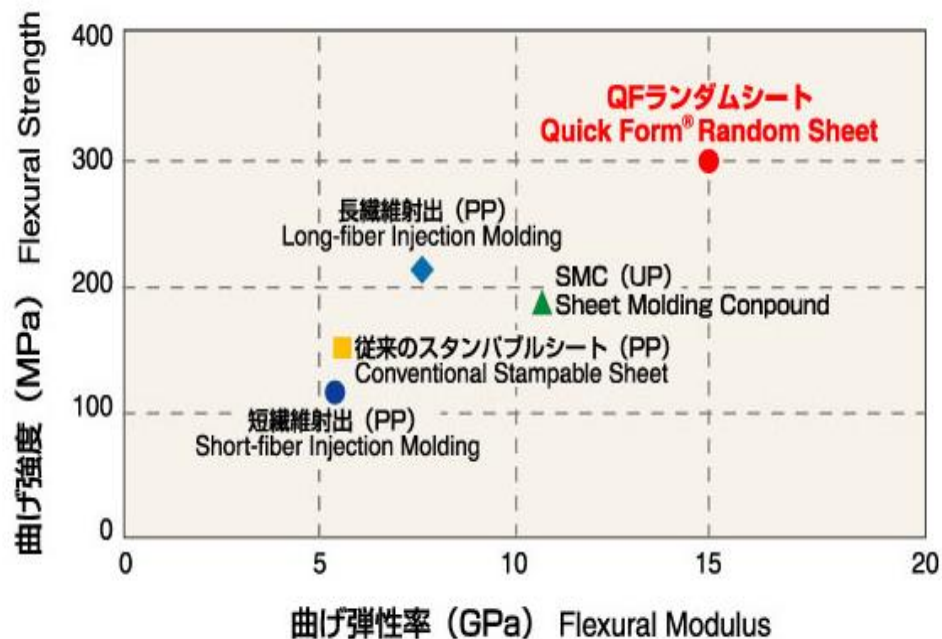 曲げ強度（MPa） Flexural Strength
400
300
200
100
0
QFランダムシート
Quick Form® Random Sheet
長繊維射出（PP）
Long-fiber Injection Molding
SMC（UP）
Sheet Molding Conpound
従来のスタンパブルシート（PP）
Conventional Stampable Sheet
短繊維射出（PP）
Short-fiber Injection Molding
0 5 10 15 20
曲げ弾性率（GPa） Flexural Modulus